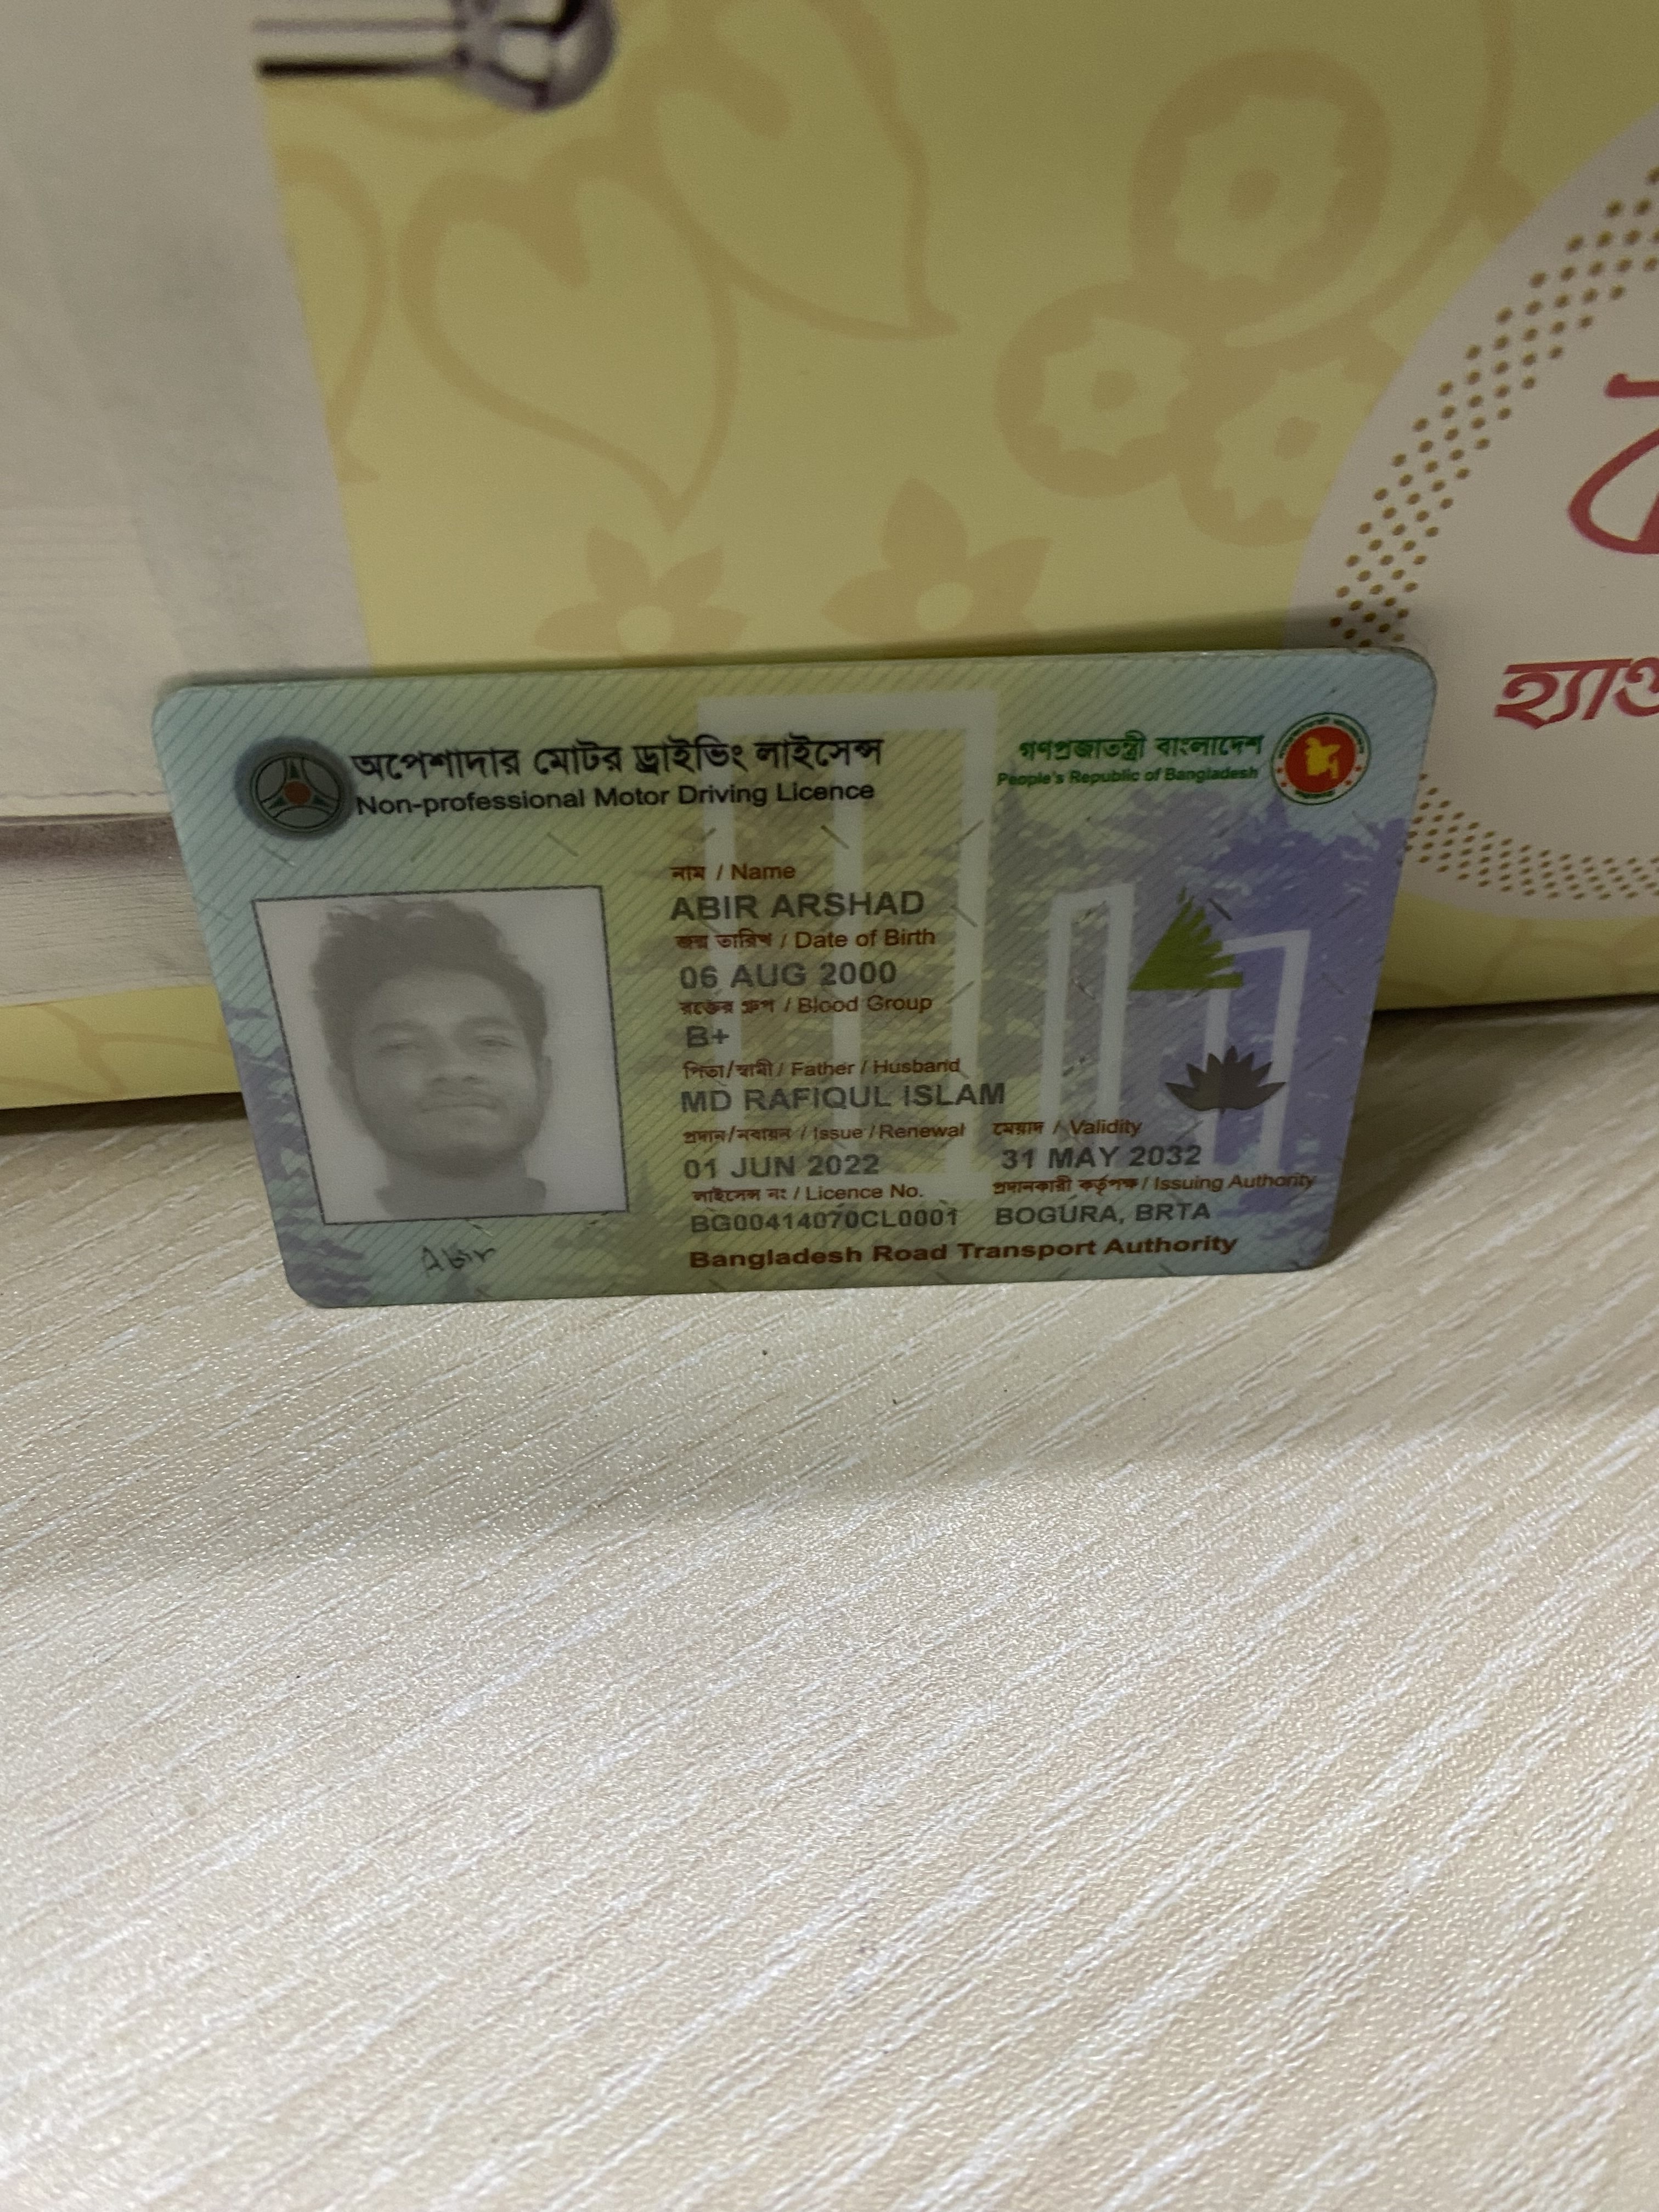 অপেশাদার মোটর ড্রাইভিং লাইসেন্স
Non-professional Motor Driving Licence
গণপ্রজাতন্ত্রী বাংলাদেশ
People's Republic of Bangladesh
নাম / Name
ABIR ARSHAD
জন্ম তারিখ / Date of Birth
06 AUG 2000
রক্তের গ্রুপ / Blood Group
B+
পিতা/স্বামী / Father / Husband
MD RAFIQUL ISLAM
প্রদান/নবায়ন / Issue / Renewal মেয়াদ / Validity
01 JUN 2022 31 MAY 2032
লাইসেন্স নং / Licence No. প্রদানকারী কর্তৃপক্ষ / Issuing Authority
BG00414070CL0001 BOGURA, BRTA
Bangladesh Road Transport Authority
Abir